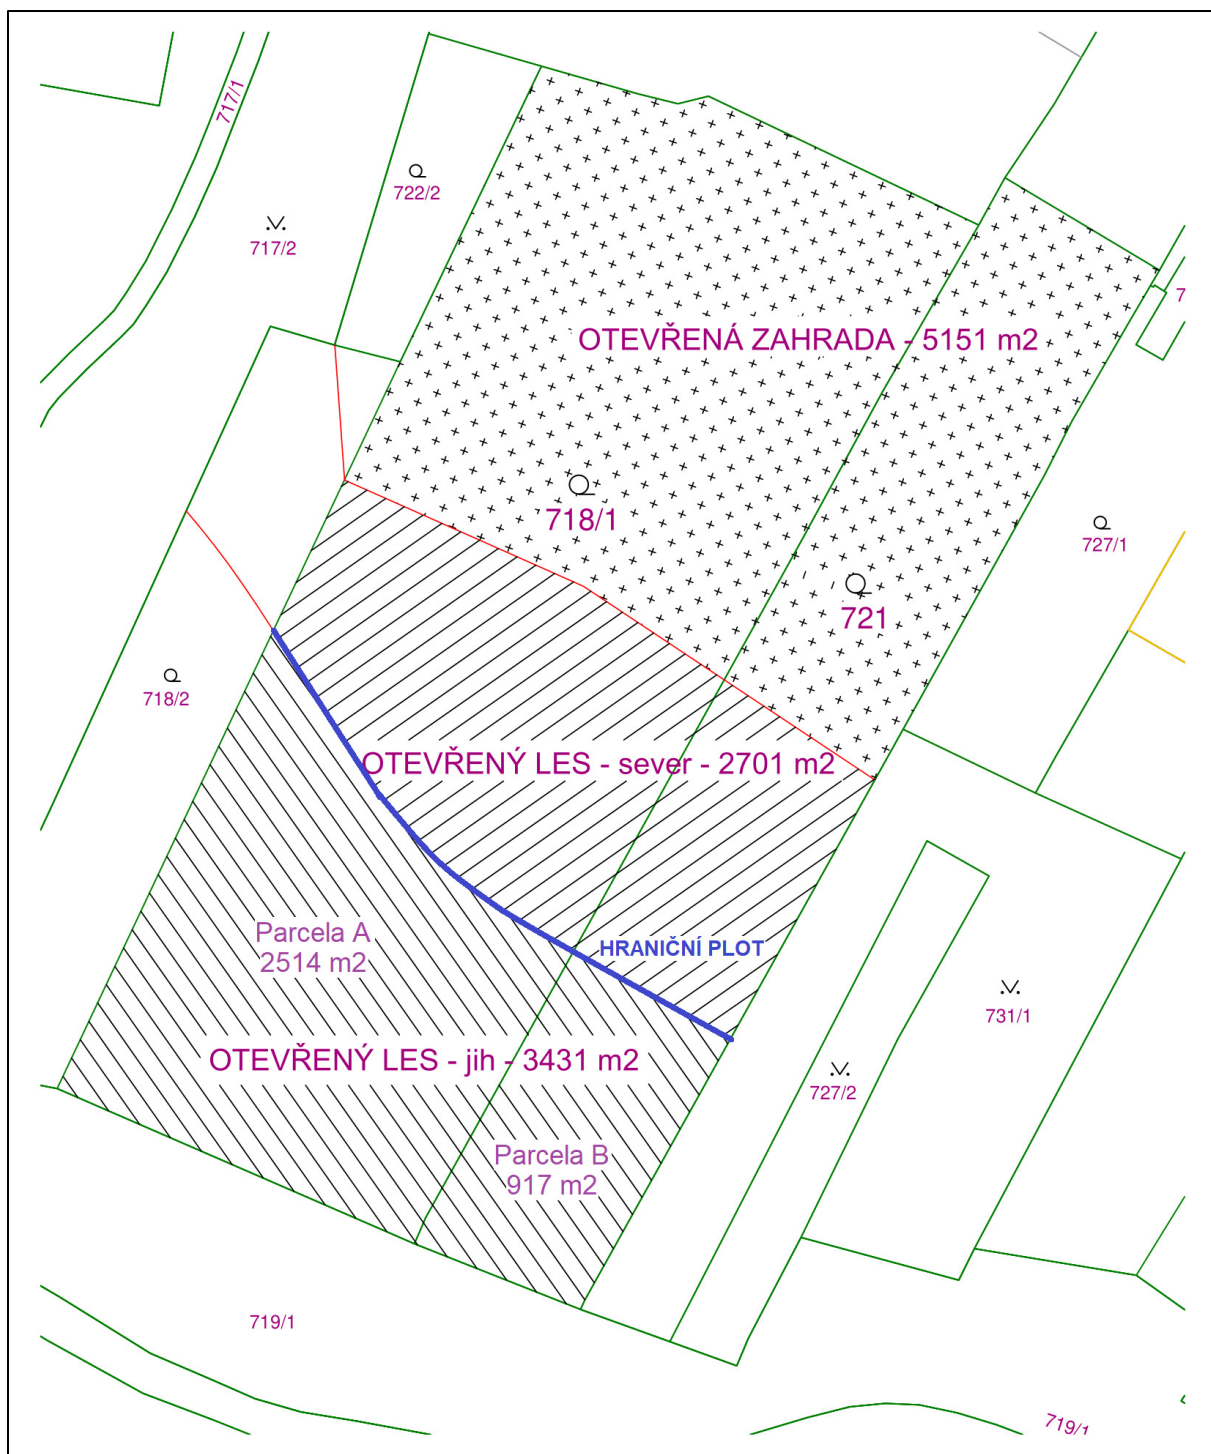 717/1
722/2
717/2
7
OTEVŘENÁ ZAHRADA - 5151 m2
718/1
727/1
721
718/2
OTEVŘENÝ LES - sever - 2701 m2
Parcela A
2514 m2
HRANIČNÍ PLOT
731/1
OTEVŘENÝ LES - jih - 3431 m2
727/2
Parcela B
917 m2
719/1
719/1